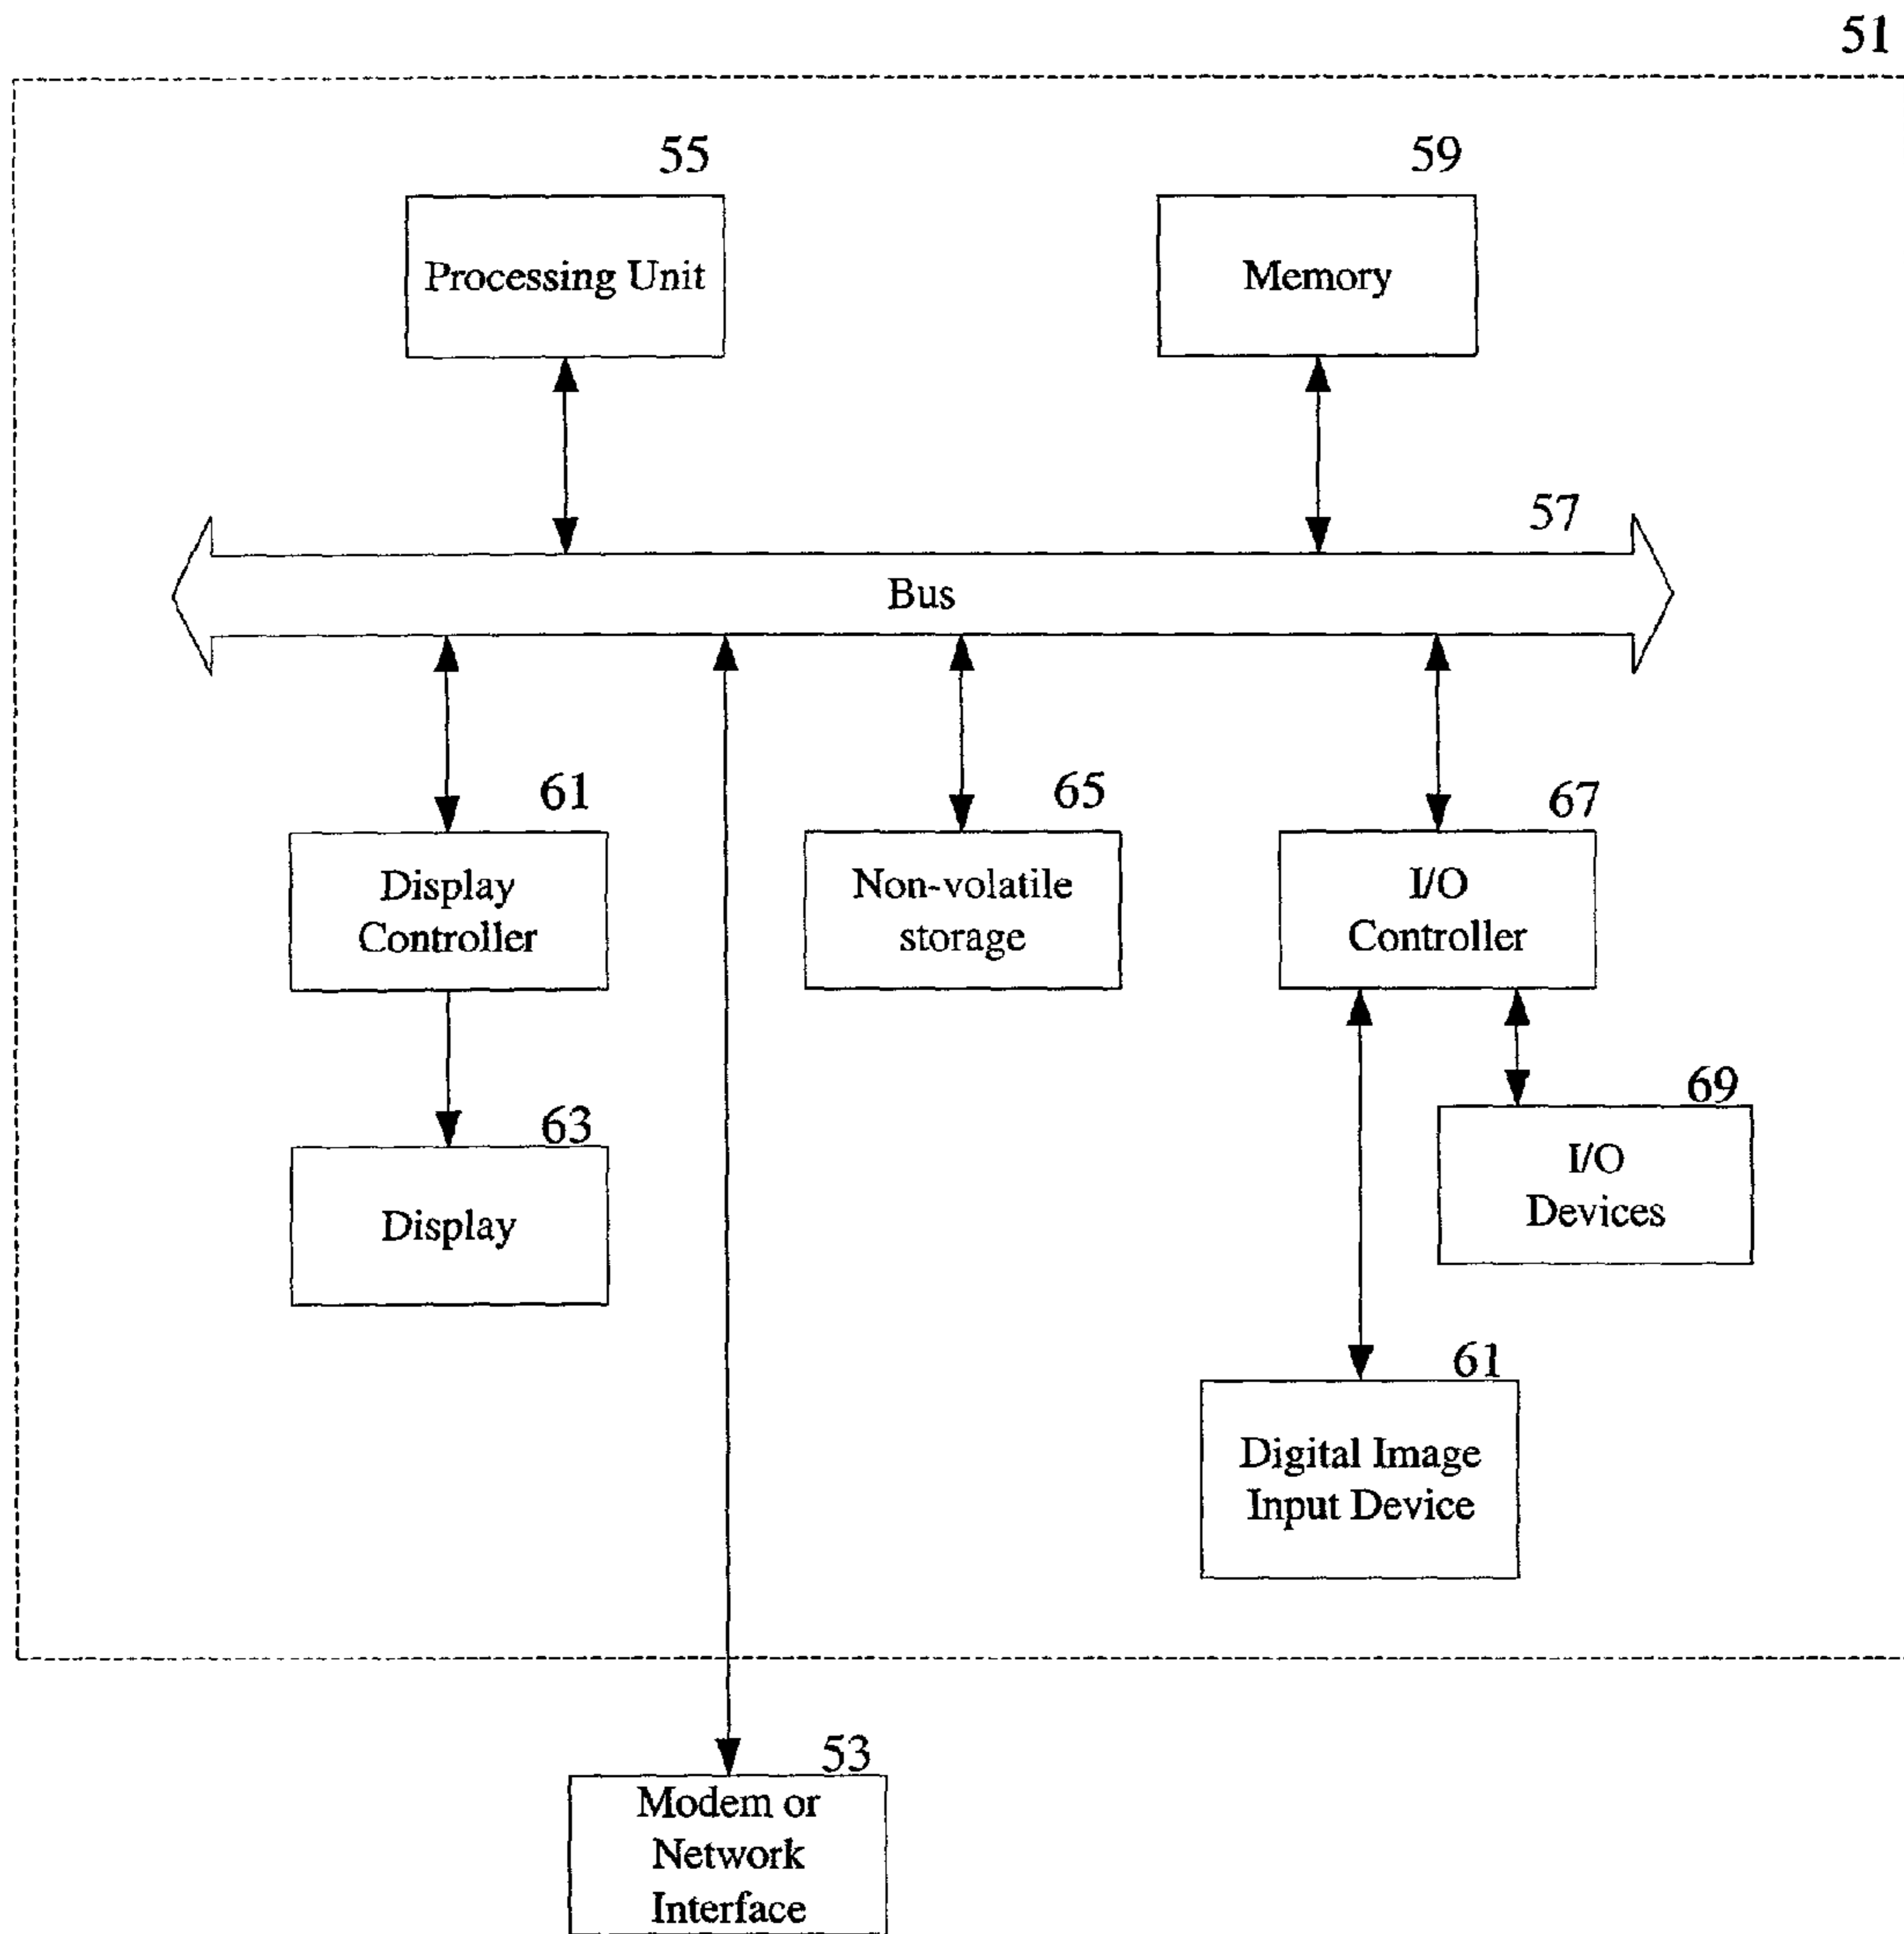 51
55
59
Processing Unit
Memory
57
Bus
61
65
67
Display
Controller
Non-volatile
storage
I/O
Controller
63
Display
69
I/O
Devices
61
Digital Image
Input Device
53
Modem or
Network
Interface